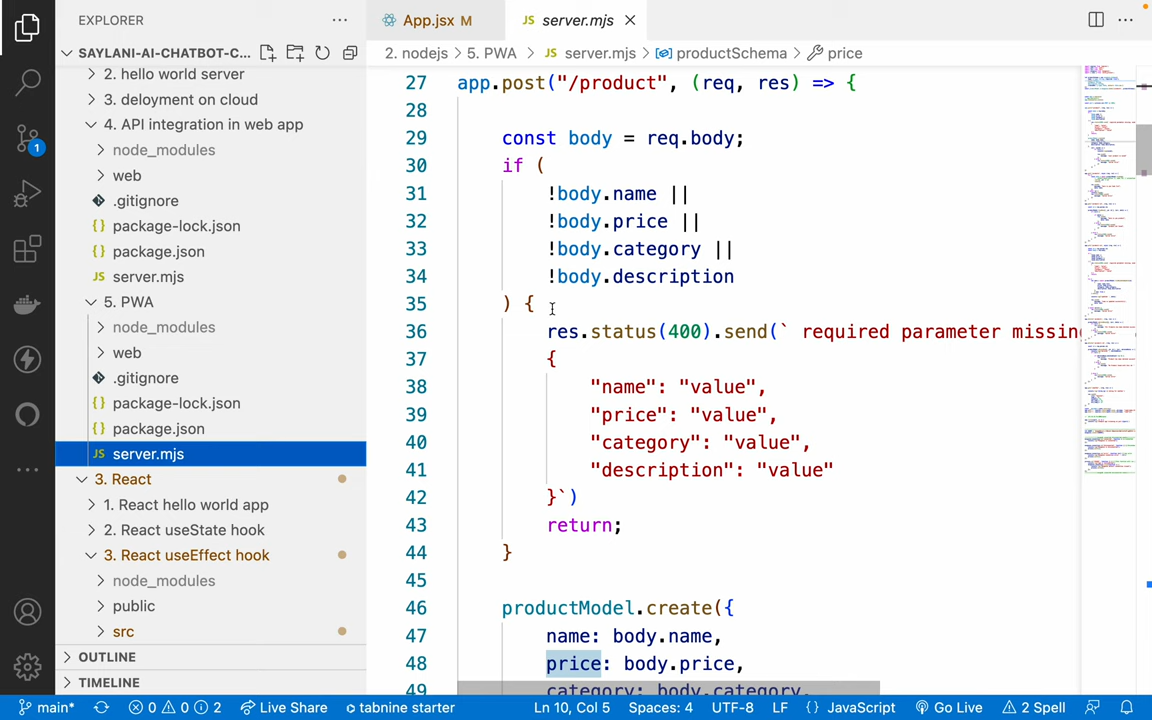 EXPLORER
App.jsx M
server.mjs
SAYLANI-AI-CHATBOT-C...
2. nodejs > 5. PWA > server.mjs > productSchema > price
2. hello world server
3. deloyment on cloud
4. API integration in web app
node_modules
web
.gitignore
package-lock.json
package.json
server.mjs
5. PWA
node_modules
web
.gitignore
package-lock.json
package.json
server.mjs
3. React
1. React hello world app
2. React useState hook
3. React useEffect hook
node_modules
public
src
OUTLINE
TIMELINE
27 app.post("/product", (req, res) => {
28
29 const body = req.body;
30 if (
31 !body.name ||
32 !body.price ||
33 !body.category ||
34 !body.description
35 ) {
36 res.status(400).send(` required parameter missing
37 {
38 "name": "value",
39 "price": "value",
40 "category": "value",
41 "description": "value"
42 }`)
43 return;
44 }
45
46 productModel.create({
47 name: body.name,
48 price: body.price,
49 category: body.category,
1
main* 0 0 2 Live Share tabnine starter Ln 10, Col 5 Spaces: 4 UTF-8 LF {} JavaScript Go Live 2 Spell